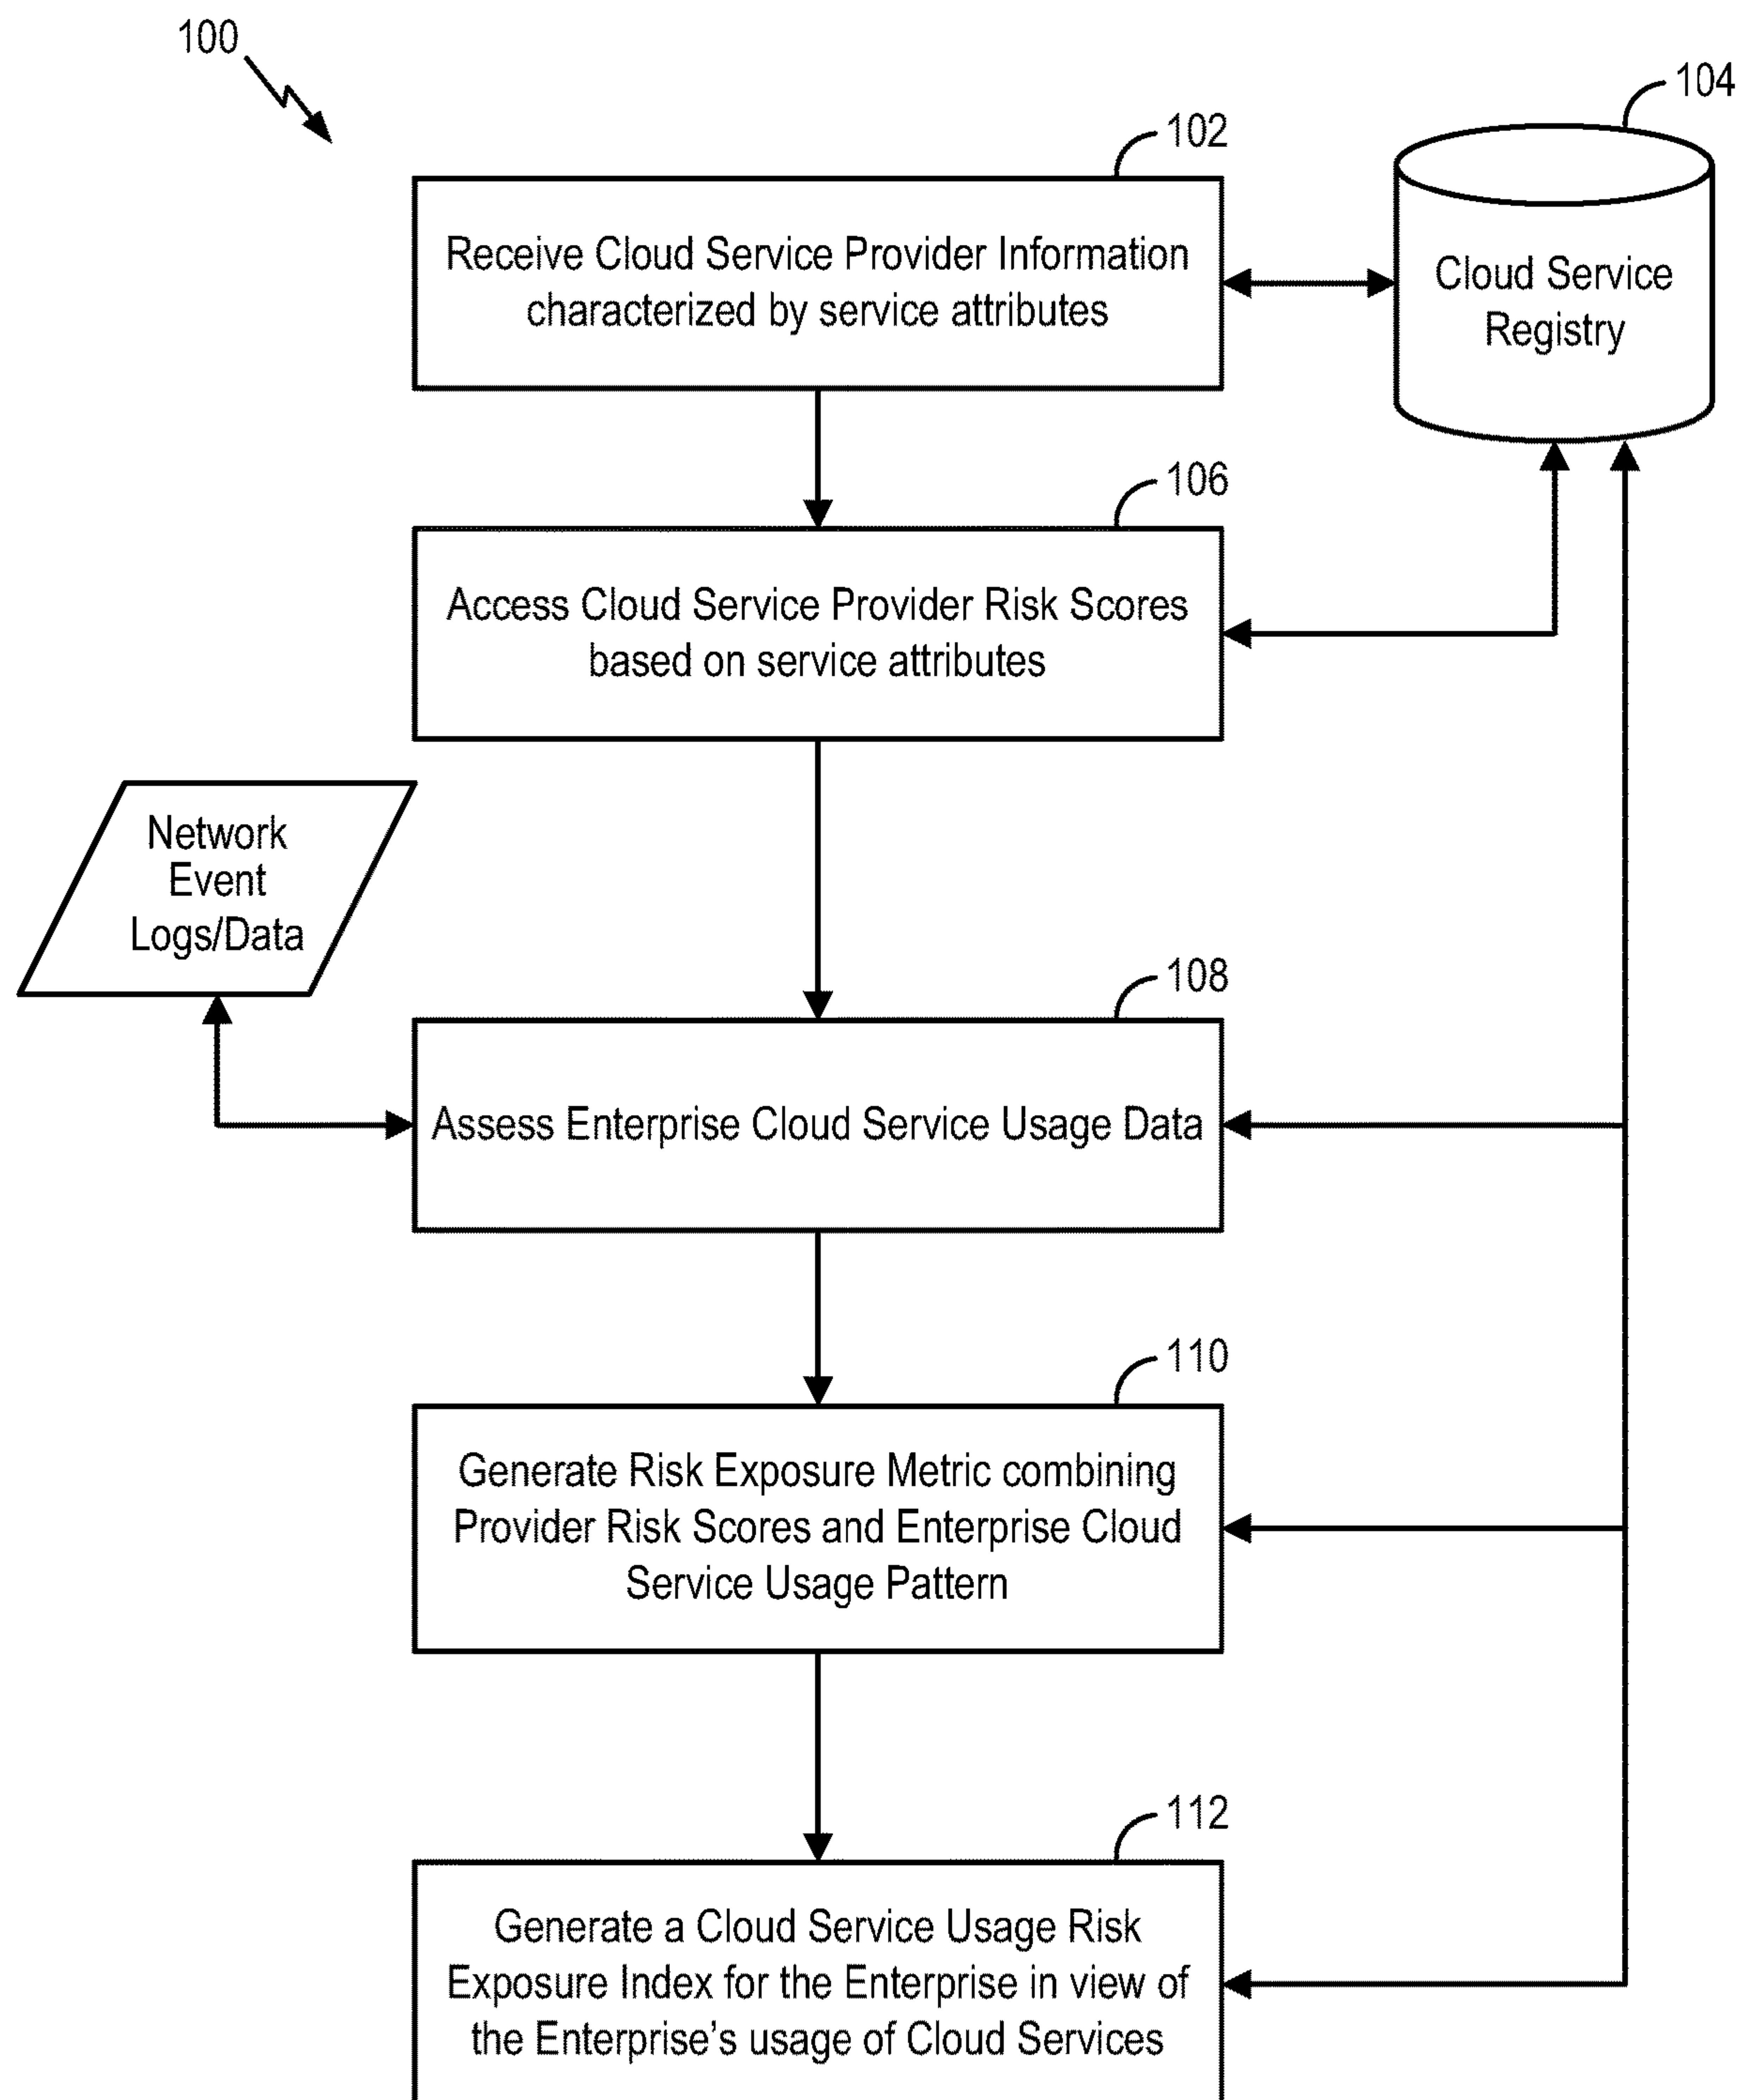 100
104
102
Receive Cloud Service Provider Information
characterized by service attributes
Cloud Service
Registry
106
Access Cloud Service Provider Risk Scores
based on service attributes
Network
Event
Logs/Data
108
Assess Enterprise Cloud Service Usage Data
110
Generate Risk Exposure Metric combining
Provider Risk Scores and Enterprise Cloud
Service Usage Pattern
112
Generate a Cloud Service Usage Risk
Exposure Index for the Enterprise in view of
the Enterprise’s usage of Cloud Services